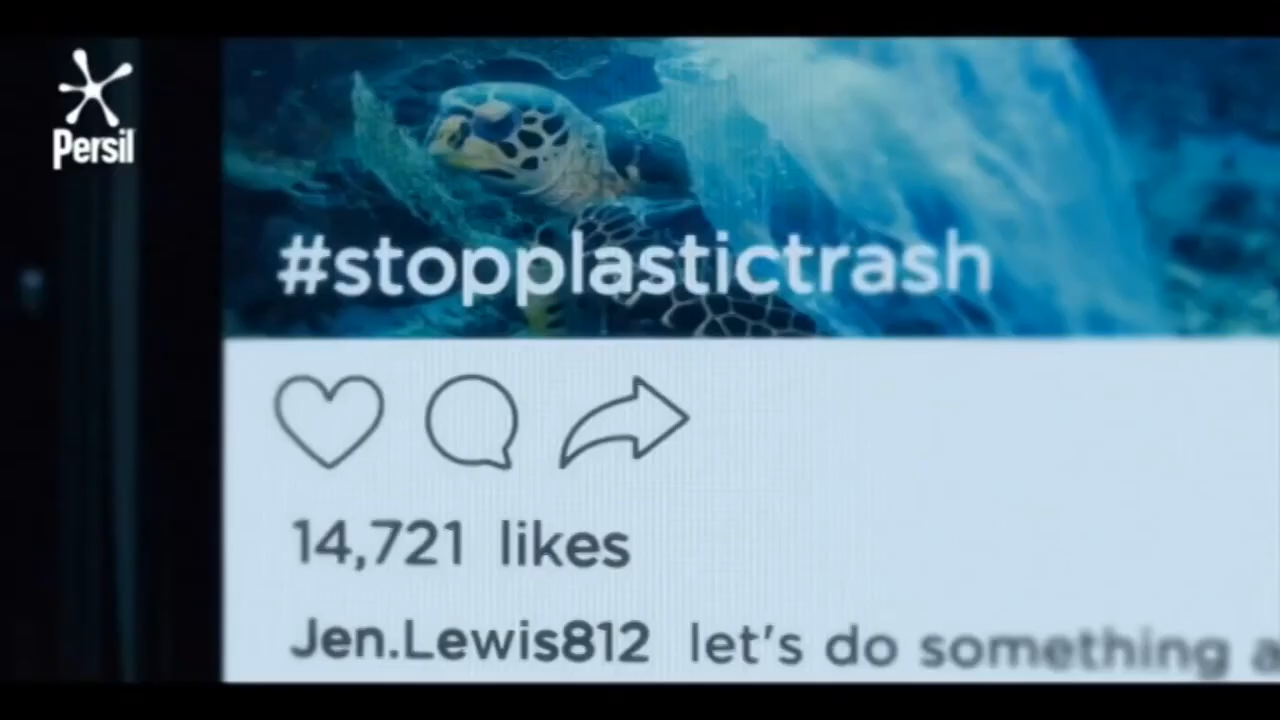 Persil
#stopplastictrash
14,721 likes
Jen.Lewis812 let's do something